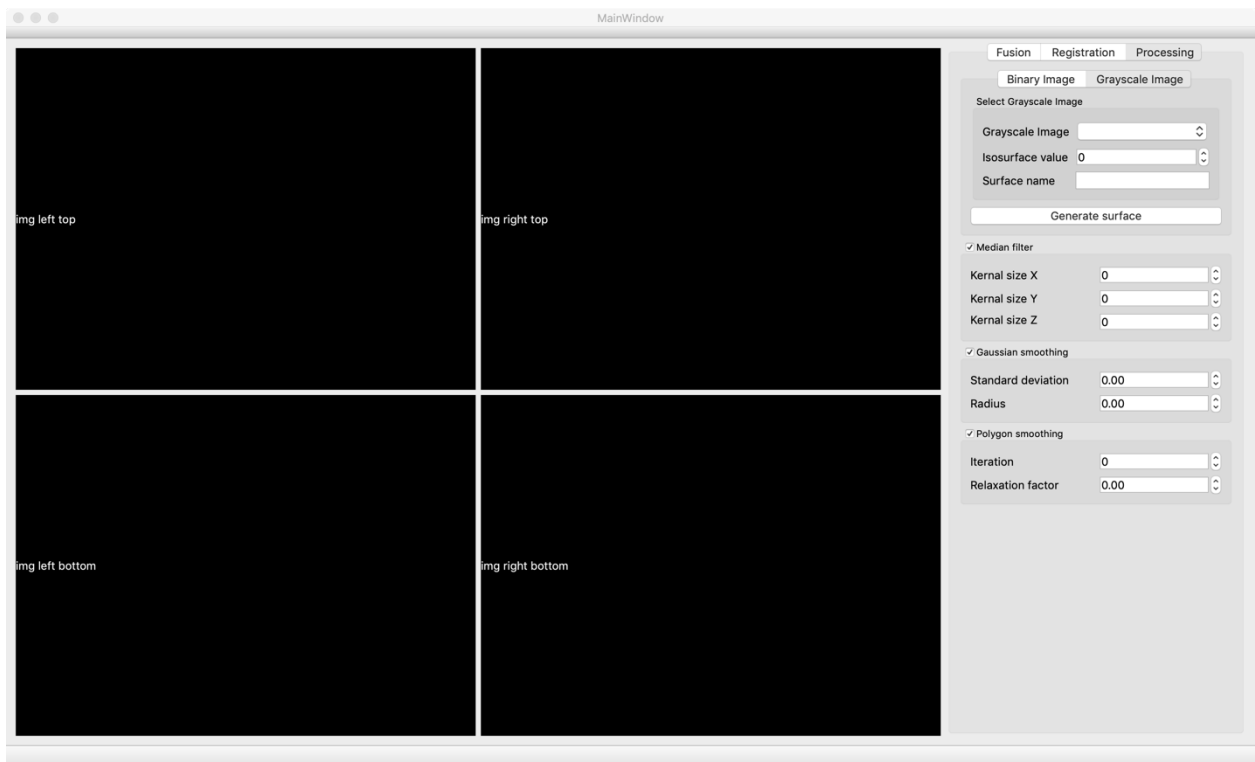 MainWindow
img left top
img right top
img left bottom
img right bottom
Fusion Registration Processing
Binary Image Grayscale Image
Select Grayscale Image
Grayscale Image
Isosurface value 0
Surface name
Generate surface
Median filter
Kernal size X 0
Kernal size Y 0
Kernal size Z 0
Gaussian smoothing
Standard deviation 0.00
Radius 0.00
Polygon smoothing
Iteration 0
Relaxation factor 0.00